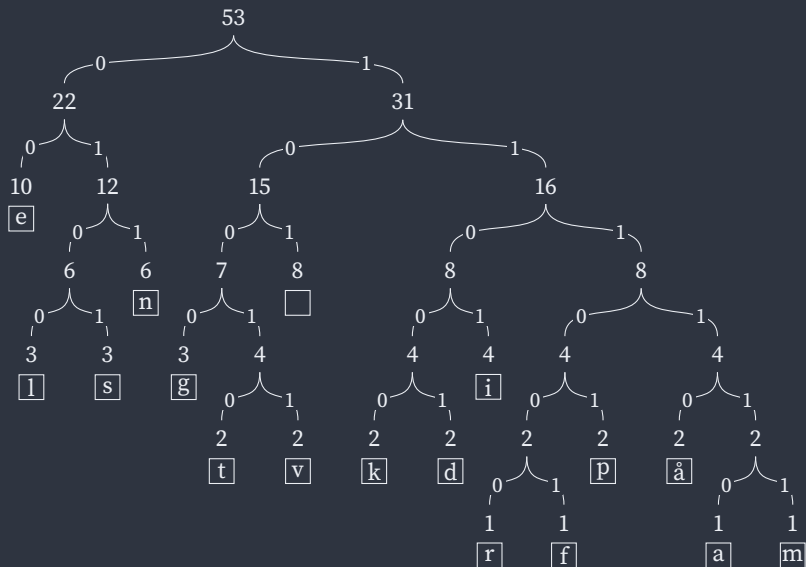 53
0 1
22 31
0 1 0 1
10 12 15 16
e
0 1 0 1 0 1
6 6 7 8 8 8
n
0 1 0 1 0 1 0 1
3 3 3 4 4 4 4 4
l s g i
0 1 0 1 0 1 0 1
2 2 2 2 2 2 2 2
t v k d p å
0 1 0 1
1 1 1 1
r f a m